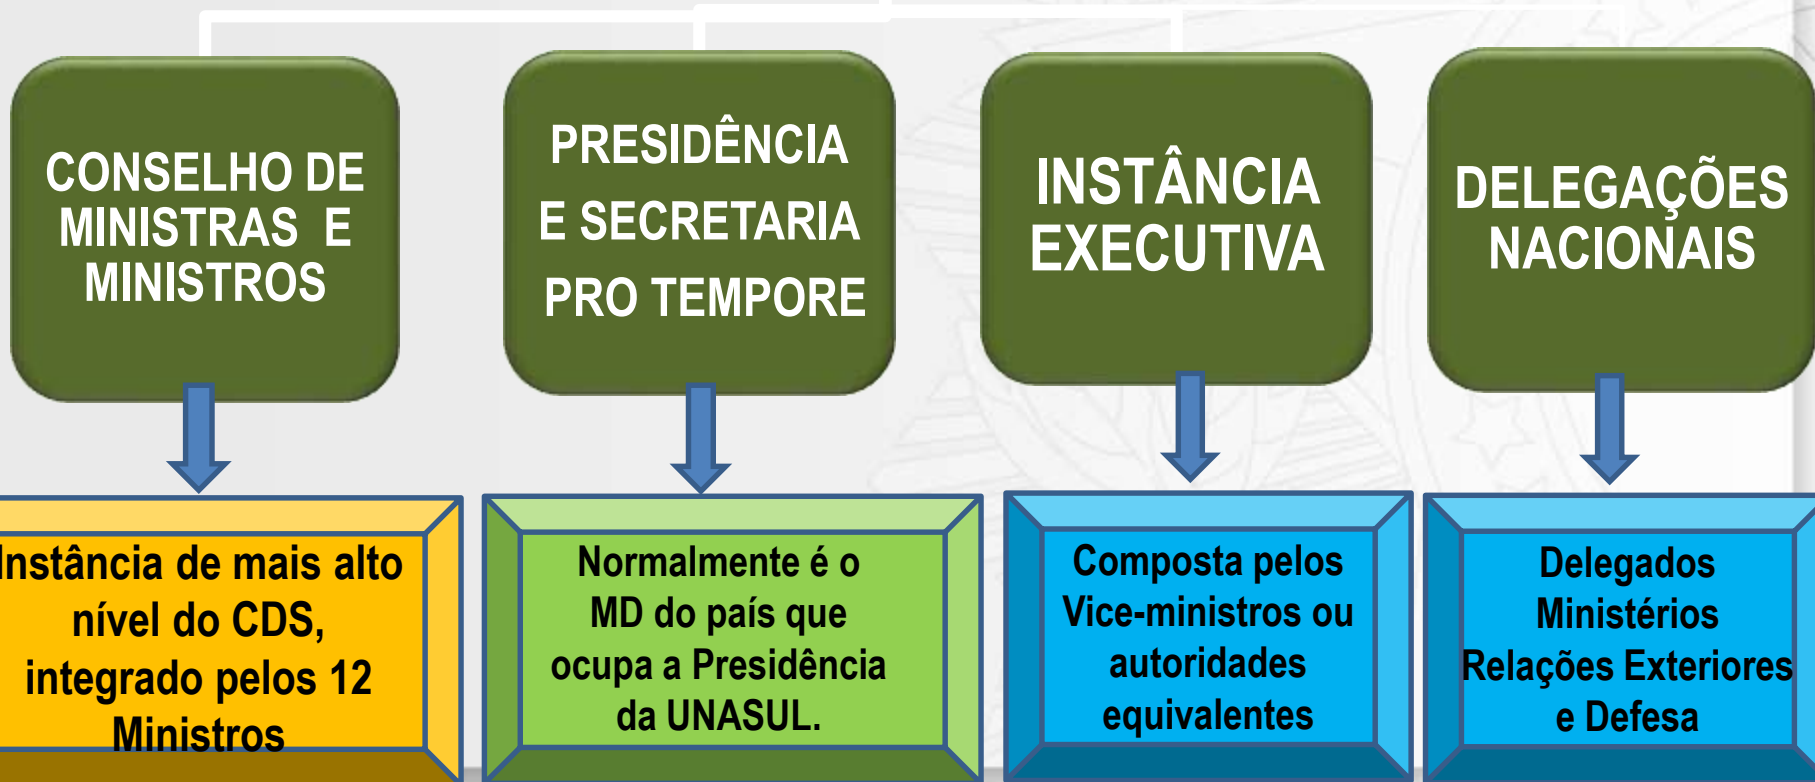 CONSELHO DE
MINISTRAS E
MINISTROS
PRESIDÊNCIA
E SECRETARIA
PRO TEMPORE
INSTÂNCIA
EXECUTIVA
DELEGAÇÕES
NACIONAIS
Instância de mais alto
nível do CDS,
integrado pelos 12
Ministros
Normalmente é o
MD do país que
ocupa a Presidência
da UNASUL.
Composta pelos
Vice-ministros ou
autoridades
equivalentes
Delegados
Ministérios
Relações Exteriores
e Defesa